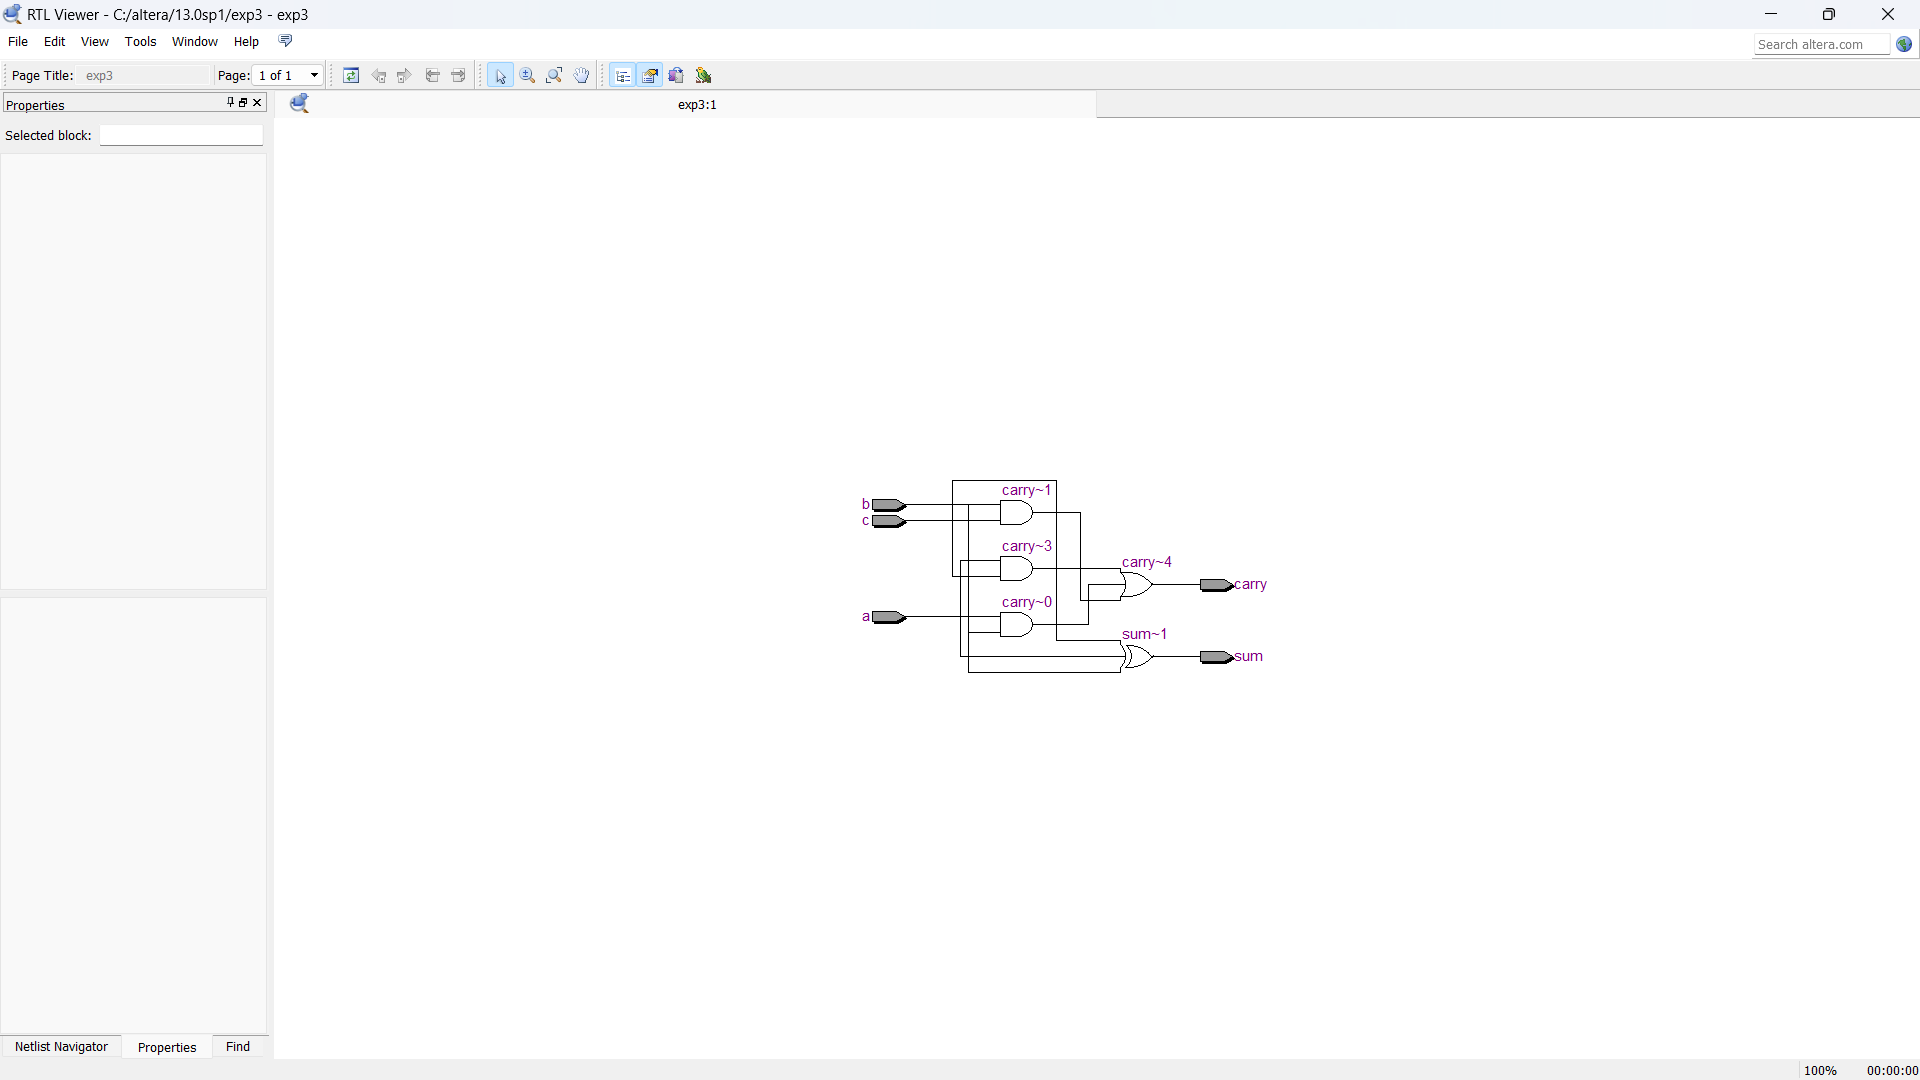 RTL Viewer - C:/altera/13.0sp1/exp3 - exp3
File Edit View Tools Window Help
Search altera.com
Page Title: exp3 Page: 1 of 1
Properties
exp3:1
Selected block:
carry~1
b
c
carry~3
carry~4
carry
carry~0
a
sum~1
sum
Netlist Navigator Properties Find
100% 00:00:00